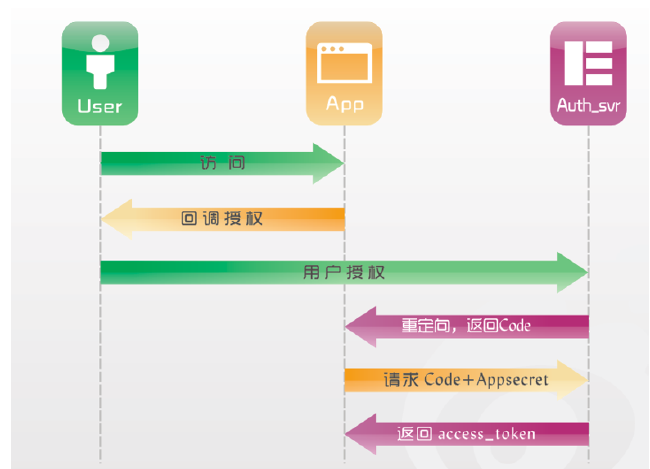 User
App
Auth_svr
访问
回调授权
用户授权
重定向，返回Code
请求 Code+Appsecret
返回 access_token